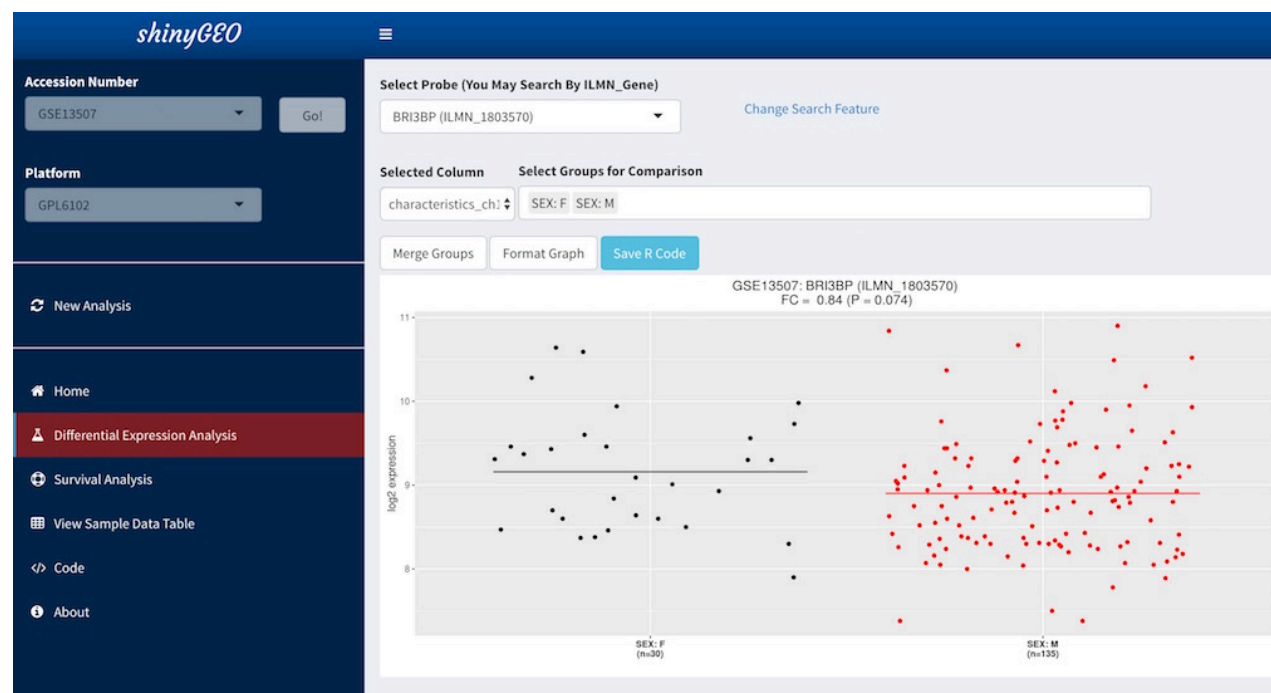 shinyGEO
Accession Number
GSE13507
Go!
Platform
GPL6102
New Analysis
Home
Differential Expression Analysis
Survival Analysis
View Sample Data Table
</> Code
About
Select Probe (You May Search By ILMN_Gene)
BRI3BP (ILMN_1803570)
Change Search Feature
Selected Column
Select Groups for Comparison
characteristics_ch1
SEX: F SEX: M
Merge Groups
Format Graph
Save R Code
GSE13507: BRI3BP (ILMN_1803570)
FC = 0.84 (P = 0.074)
log2 expression
11
10
9
8
SEX: F
(n=30)
SEX: M
(n=135)